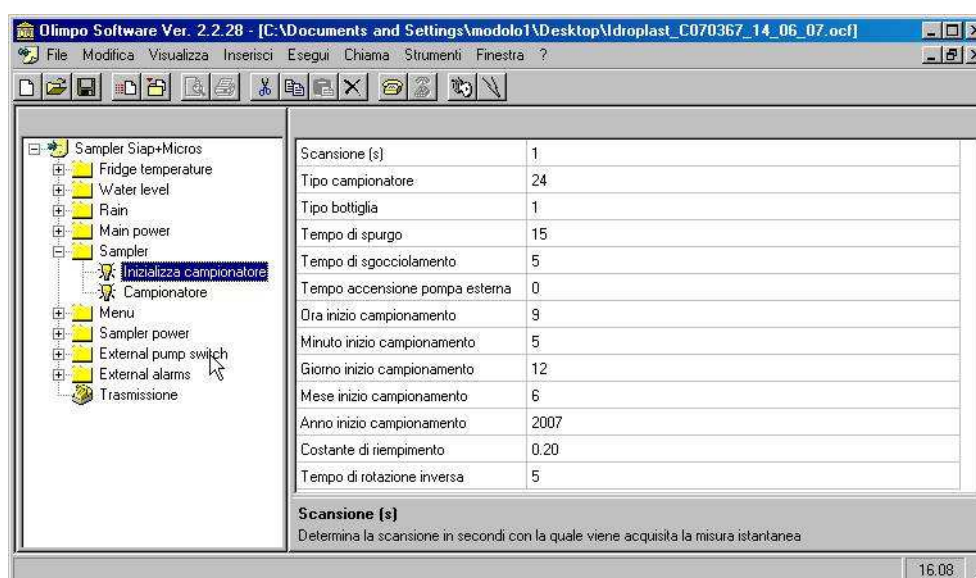 Olimpo Software Ver. 2.2.28 - [C:\Documents and Settings\modolo1\Desktop\Idroplast_C070367_14_06_07.ocf]
File Modifica Visualizza Inserisci Esegui Chiama Strumenti Finestra ?
Sampler Siap+Micros
Fridge temperature
Water level
Rain
Main power
Sampler
Inizializza campionatore
Campionatore
Menu
Sampler power
External pump switch
External alarms
Trasmissione
Scansione (s) 1
Tipo campionatore 24
Tipo bottiglia 1
Tempo di spurgo 15
Tempo di sgocciolamento 5
Tempo accensione pompa esterna 0
Ora inizio campionamento 9
Minuto inizio campionamento 5
Giorno inizio campionamento 12
Mese inizio campionamento 6
Anno inizio campionamento 2007
Costante di riempimento 0.20
Tempo di rotazione inversa 5
Scansione (s)
Determina la scansione in secondi con la quale viene acquisita la misura istantanea
16.08